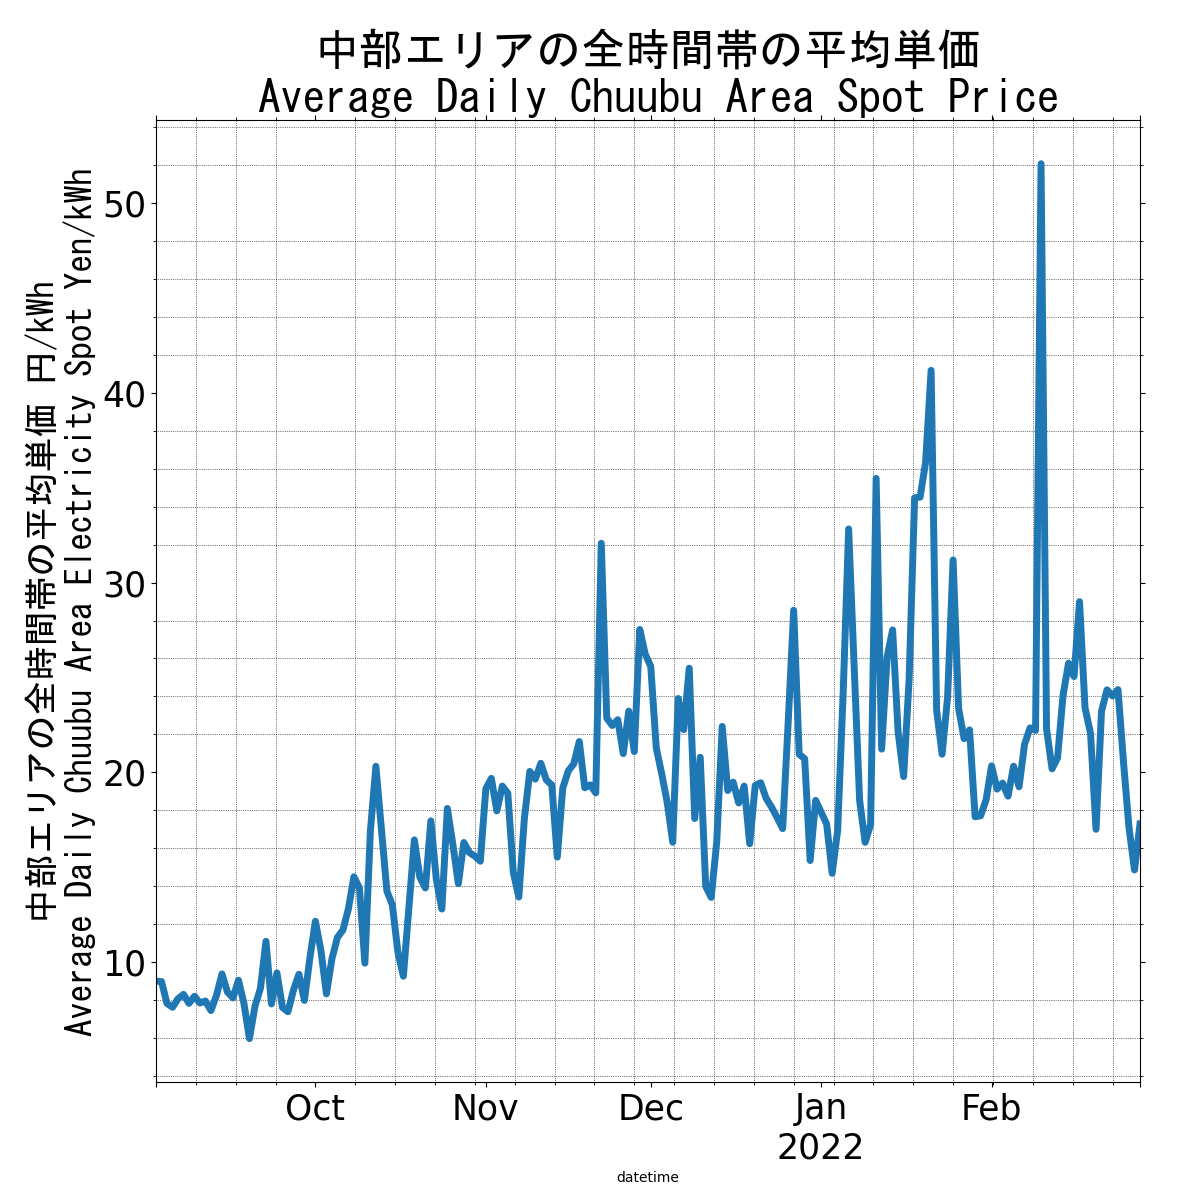 中部エリアの全時間帯の平均単価
Average Daily Chuubu Area Spot Price
中部エリアの全時間帯の平均単価 円/kWh
Average Daily Chuubu Area Electricity Spot Yen/kWh
50
40
30
20
10
Oct Nov Dec Jan Feb
2022
datetime